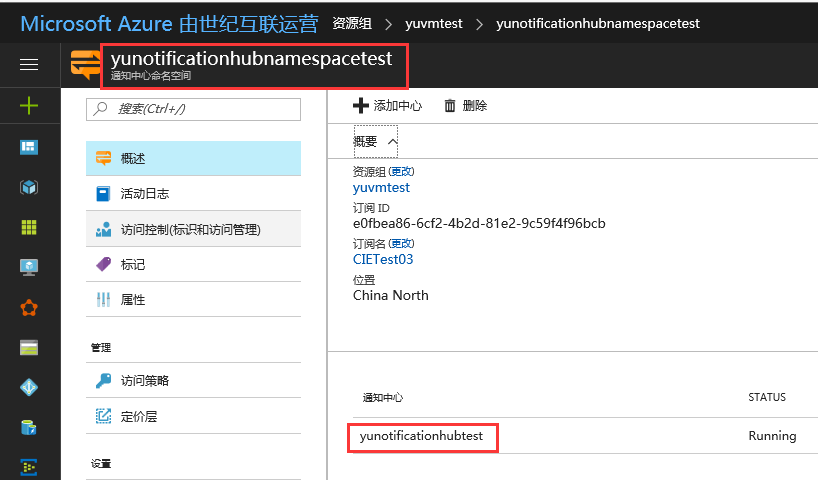 Microsoft Azure 由世纪互联运营 资源组 > yuvmtest > yunotificationhubnamespacetest
yunotificationhubnamespacetest
通知中心命名空间
搜索(Ctrl+/)
概述
活动日志
访问控制(标识和访问管理)
标记
属性
管理
访问策略
定价层
设置
添加中心 删除
概要
资源组(更改)
yuvmtest
订阅 ID
e0fbea86-6cf2-4b2d-81e2-9c59f4f96bcb
订阅名(更改)
CIETest03
位置
China North
通知中心 STATUS
yunotificationhubtest Running